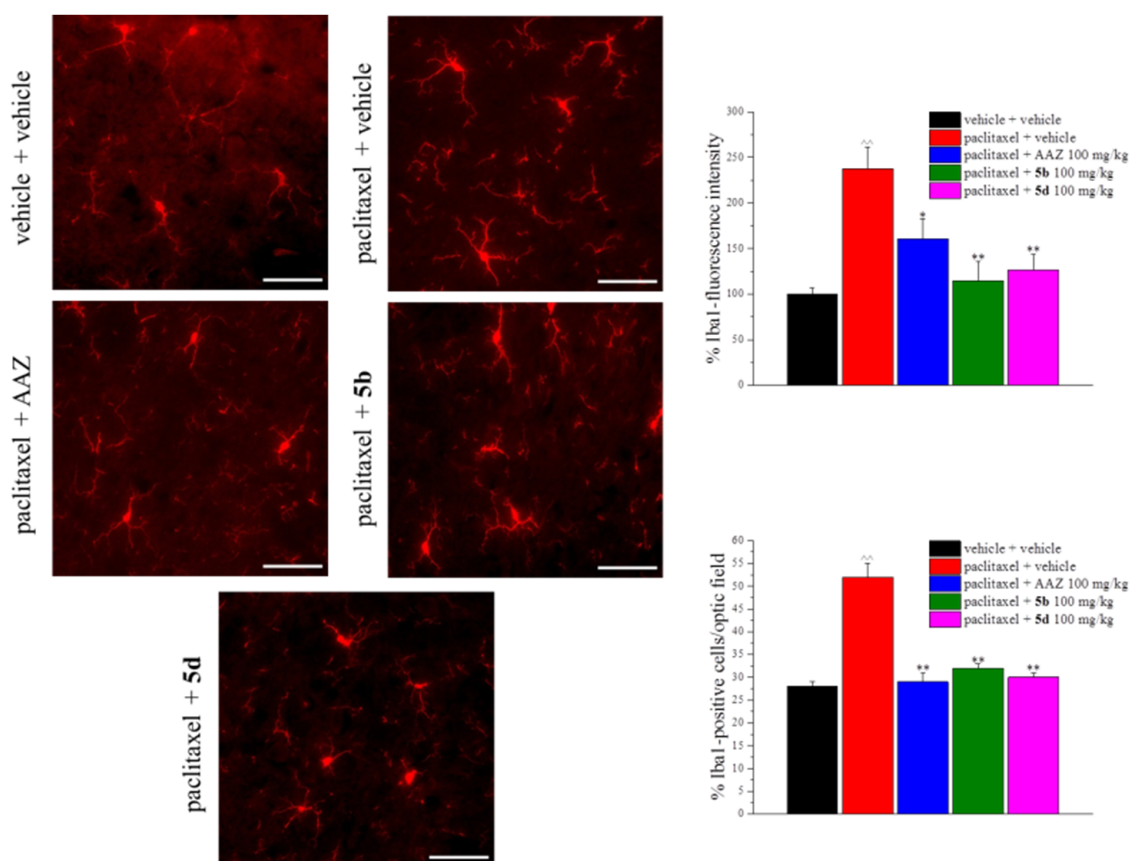 vehicle + vehicle
paclitaxel + vehicle
paclitaxel + AAZ
paclitaxel + 5b
paclitaxel + 5d
% Iba1-fluorescence intensity
300
250
200
150
100
50
0
^^
*
**
**
vehicle + vehicle
paclitaxel + vehicle
paclitaxel + AAZ 100 mg/kg
paclitaxel + 5b 100 mg/kg
paclitaxel + 5d 100 mg/kg
% Iba1-positive cells/optic field
60
55
50
45
40
35
30
25
20
15
10
5
0
^^
**
**
**
vehicle + vehicle
paclitaxel + vehicle
paclitaxel + AAZ 100 mg/kg
paclitaxel + 5b 100 mg/kg
paclitaxel + 5d 100 mg/kg